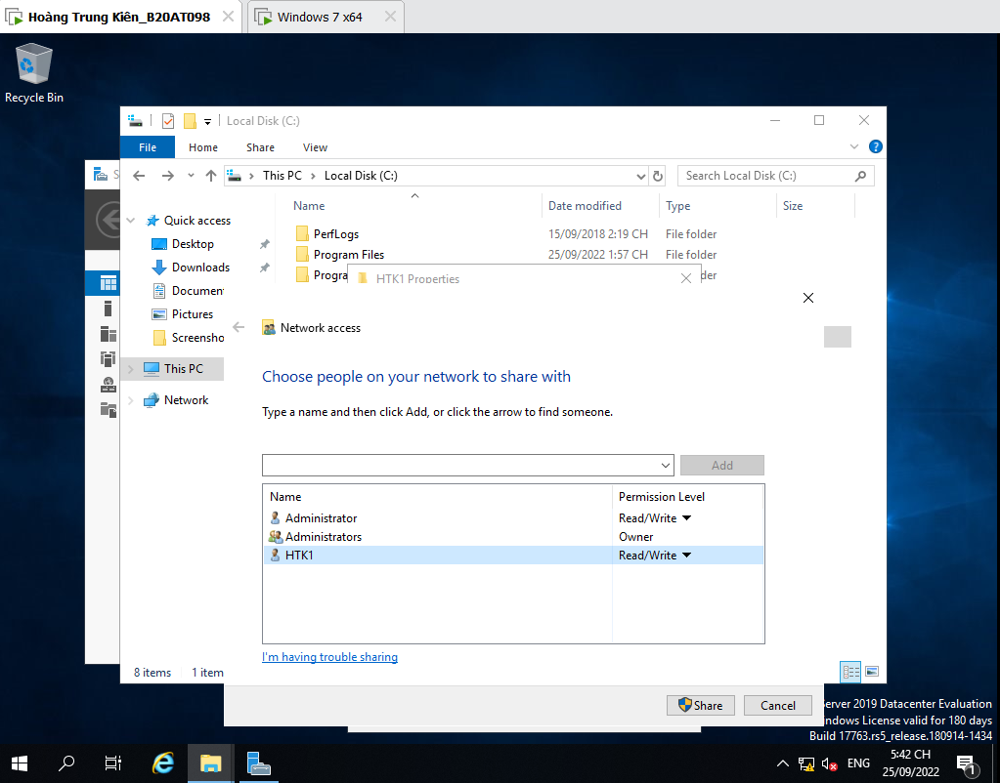 Hoàng Trung Kiên_B20AT098
Windows 7 x64
Recycle Bin
Local Disk (C:)
File Home Share View
This PC Local Disk (C:)
Search Local Disk (C:)
Name Date modified Type Size
Quick access
Desktop
Downloads
Documen
Pictures
Screensho
This PC
Network
PerfLogs 15/09/2018 2:19 CH File folder
Program Files 25/09/2022 1:57 CH File folder
Progra
der
HTK1 Properties
Network access
Choose people on your network to share with
Type a name and then click Add, or click the arrow to find someone.
Add
Name Permission Level
Administrator Read/Write
Administrators Owner
HTK1 Read/Write
I'm having trouble sharing
8 items 1 item
Share Cancel
Server 2019 Datacenter Evaluation
ndows License valid for 180 days
Build 17763.rs5_release.180914-1434
ENG
5:42 CH
25/09/2022
1